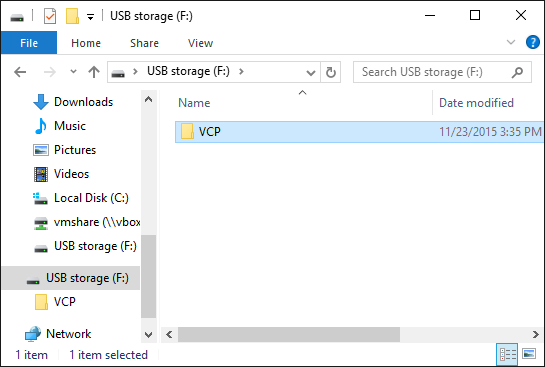 USB storage (F:)
File Home Share View
USB storage (F:)
Search USB storage (F:)
Name Date modified
VCP 11/23/2015 3:35 PM
Downloads
Music
Pictures
Videos
Local Disk (C:)
vmshare (\\vbox
USB storage (F:)
USB storage (F:)
VCP
Network
1 item 1 item selected